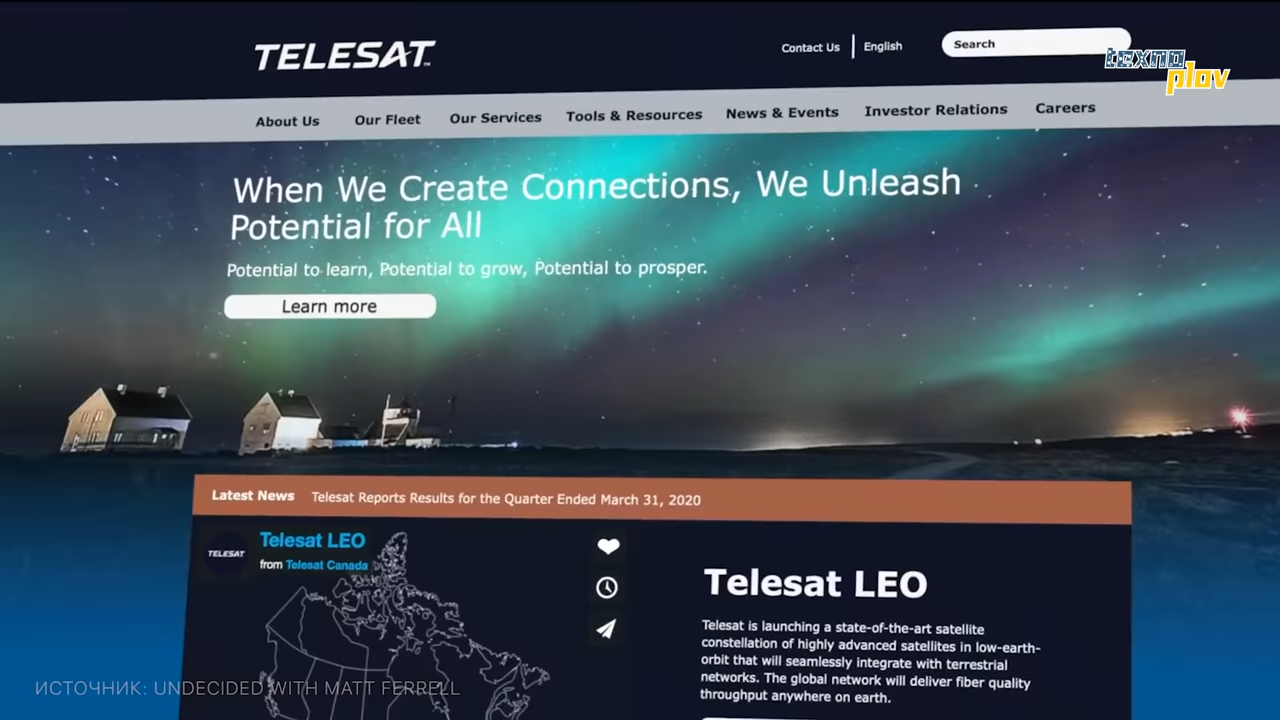 TELESAT™
Contact Us
English
Search
texno
plov
About Us
Our Fleet
Our Services
Tools & Resources
News & Events
Investor Relations
Careers
When We Create Connections, We Unleash
Potential for All
Potential to learn, Potential to grow, Potential to prosper.
Learn more
Latest News
Telesat Reports Results for the Quarter Ended March 31, 2020
TELESAT
Telesat LEO
from Telesat Canada
Telesat LEO
Telesat is launching a state-of-the-art satellite
constellation of highly advanced satellites in low-earth-
orbit that will seamlessly integrate with terrestrial
networks. The global network will deliver fiber quality
throughput anywhere on earth.
ИСТОЧНИК: UNDECIDED WITH MATT FERRELL